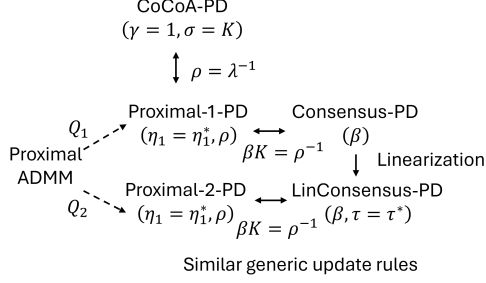 CoCoA-PD
(γ = 1, σ = K)
ρ = λ⁻¹
Proximal-1-PD
(η₁ = η₁*, ρ)
Consensus-PD
(β)
βK = ρ⁻¹
Q₁
Proximal
ADMM
Q₂
Linearization
Proximal-2-PD
(η₁ = η₁*, ρ)
LinConsensus-PD
(β, τ = τ*)
βK = ρ⁻¹
Similar generic update rules